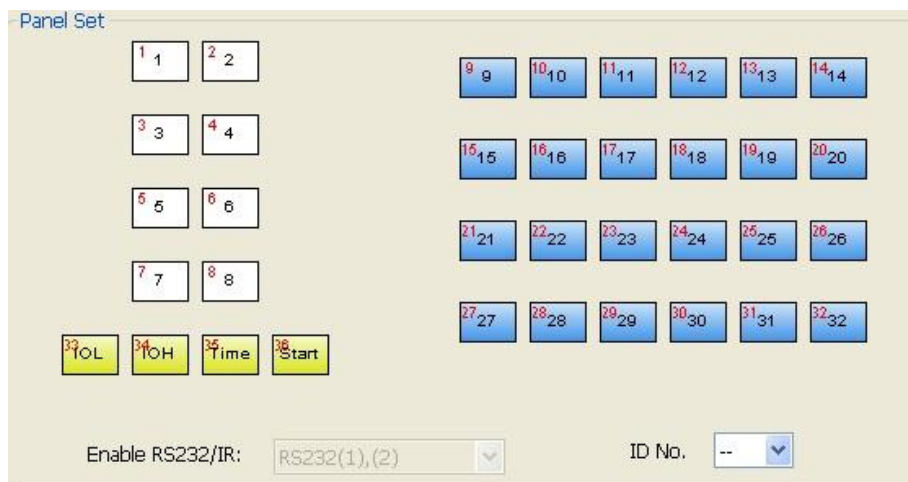 Panel Set
1 1 2 2
3 3 4 4
5 5 6 6
7 7 8 8
33 IOL 34 IOH 35 Time 36 Start
9 9 10 10 11 11 12 12 13 13 14 14
15 15 16 16 17 17 18 18 19 19 20 20
21 21 22 22 23 23 24 24 25 25 26 26
27 27 28 28 29 29 30 30 31 31 32 32
Enable RS232/IR: RS232(1),(2) ID No. --